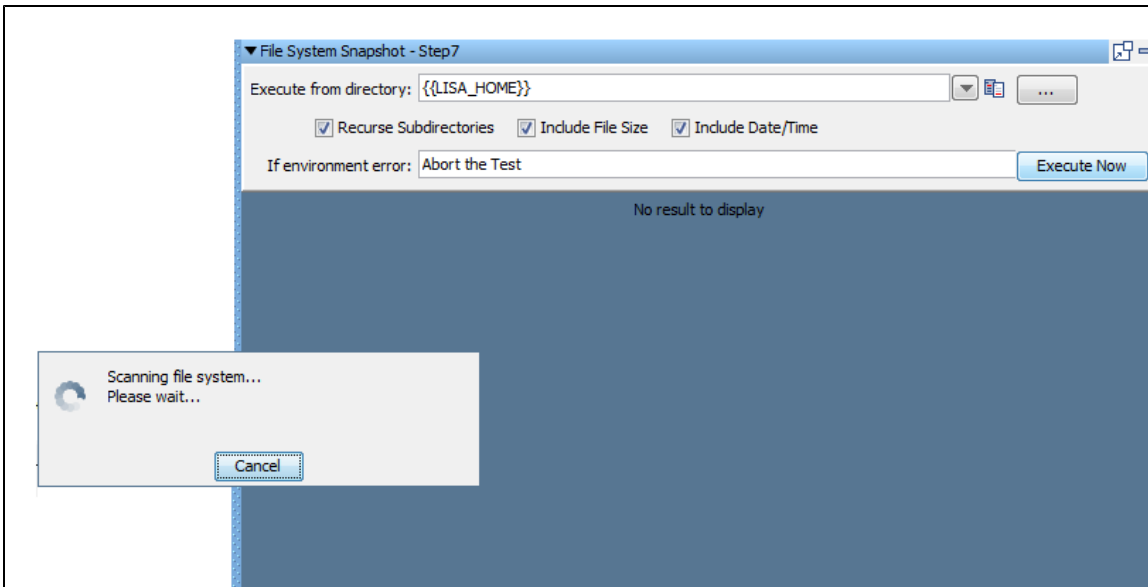 File System Snapshot - Step7
Execute from directory: {{LISA_HOME}} ...
Recurse Subdirectories Include File Size Include Date/Time
If environment error: Abort the Test Execute Now
No result to display
Scanning file system...
Please wait...
Cancel